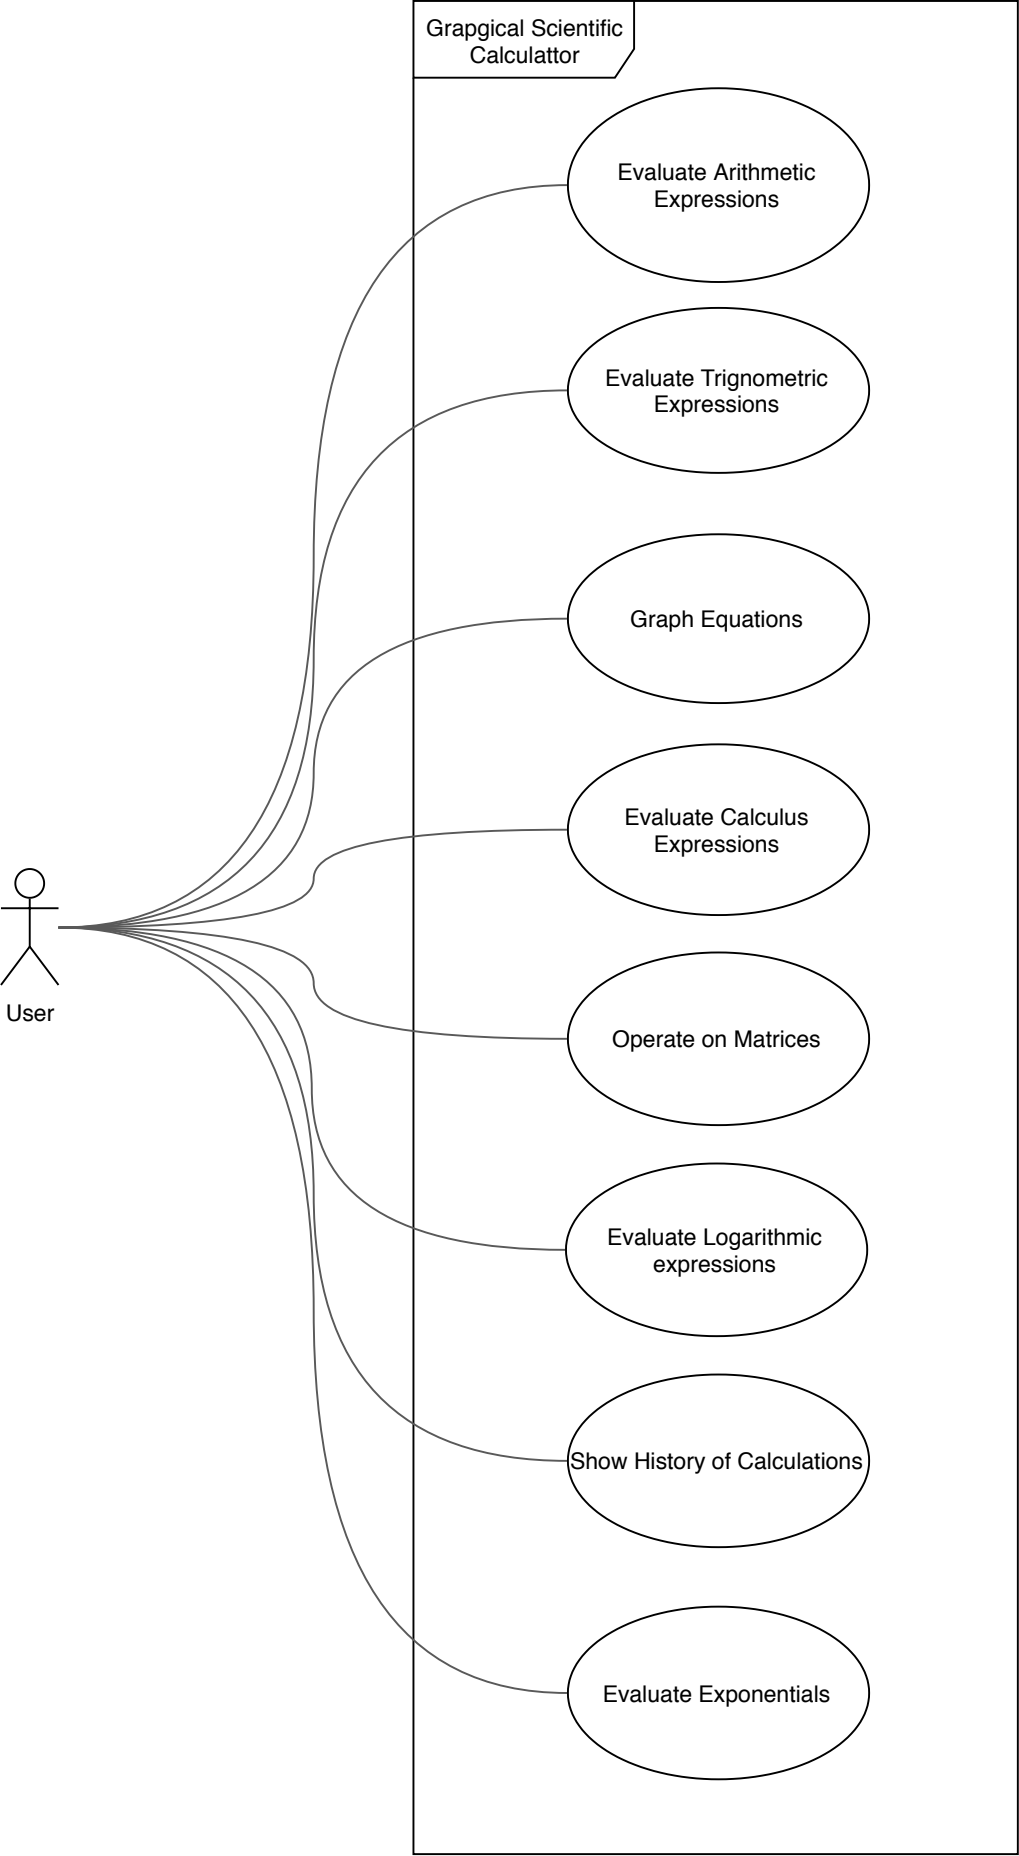 Grapgical Scientific
Calculattor
Evaluate Arithmetic
Expressions
Evaluate Trignometric
Expressions
Graph Equations
Evaluate Calculus
Expressions
User
Operate on Matrices
Evaluate Logarithmic
expressions
Show History of Calculations
Evaluate Exponentials